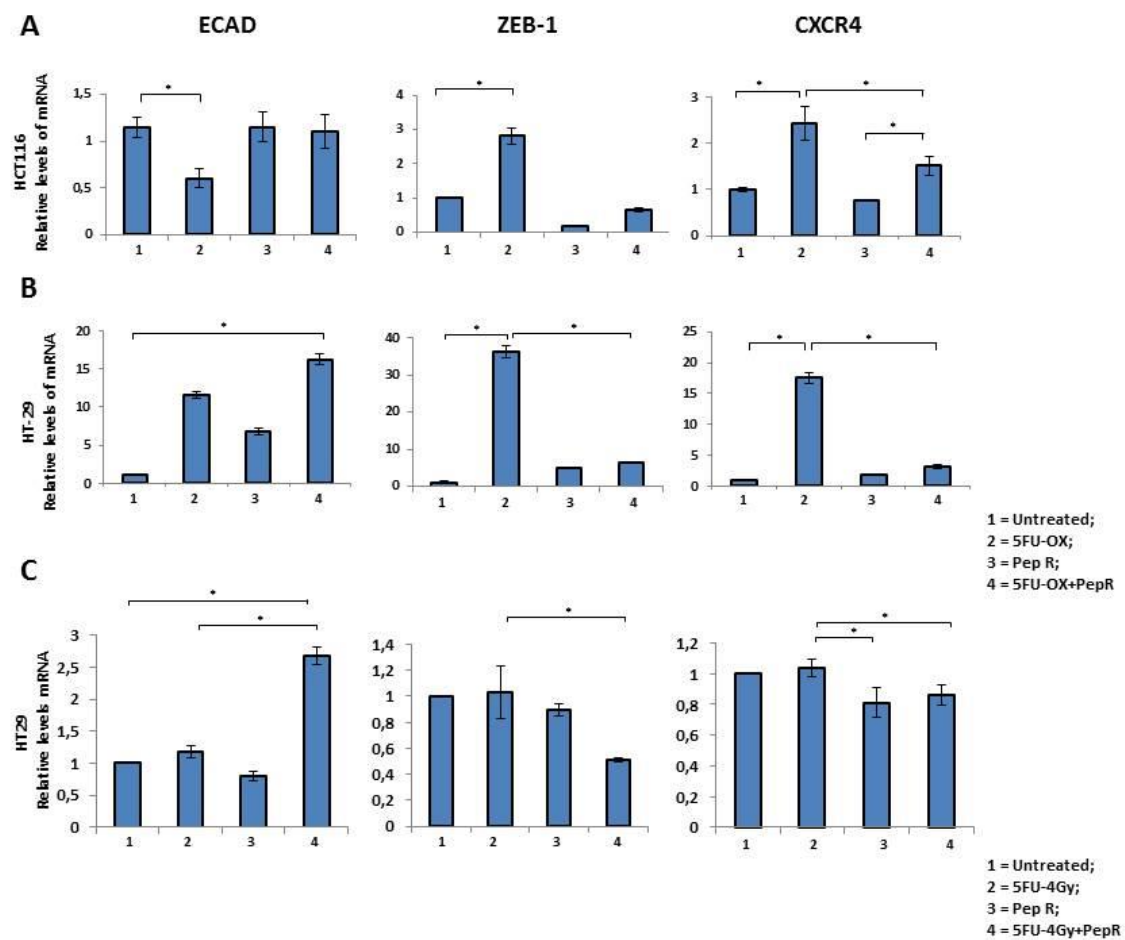 A
ECAD
ZEB-1
CXCR4
HCT116
Relative levels of mRNA
1,5
1
0,5
0
*
1 2 3 4
4
3
2
1
0
*
1 2 3 4
3
2
1
0
* *
*
1 2 3 4
B
HT-29
Relative levels of mRNA
20
15
10
5
0
*
1 2 3 4
40
30
20
10
0
* *
1 2 3 4
25
20
15
10
5
0
* *
1 2 3 4
1 = Untreated;
2 = 5FU-OX;
3 = Pep R;
4 = 5FU-OX+PepR
C
HT29
Relative levels mRNA
3
2,5
2
1,5
1
0,5
0
*
*
1 2 3 4
1,4
1,2
1
0,8
0,6
0,4
0,2
0
*
1 2 3 4
1,2
1
0,8
0,6
0,4
0,2
0
*
*
1 2 3 4
1 = Untreated;
2 = 5FU-4Gy;
3 = Pep R;
4 = 5FU-4Gy+PepR